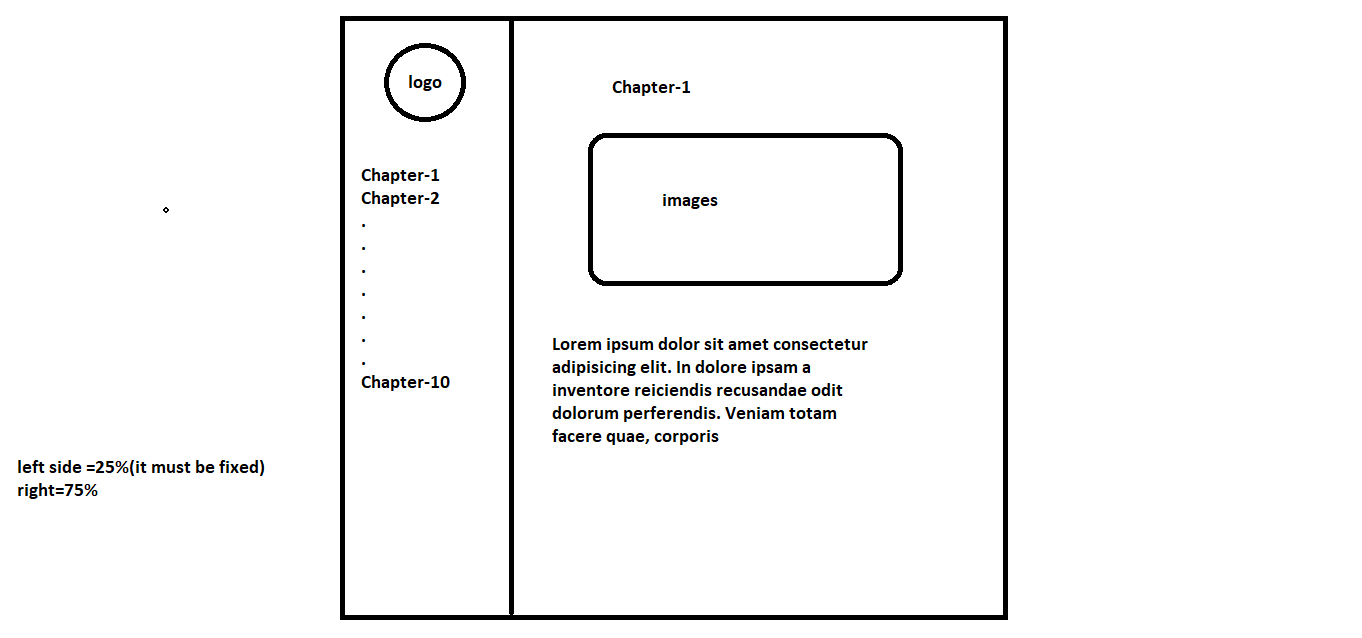 logo
Chapter-1
Chapter-2
.
.
.
.
.
.
.
Chapter-10
Chapter-1
images
Lorem ipsum dolor sit amet consectetur
adipisicing elit. In dolore ipsam a
inventore reiciendis recusandae odit
dolorum perferendis. Veniam totam
facere quae, corporis
left side =25%(it must be fixed)
right=75%